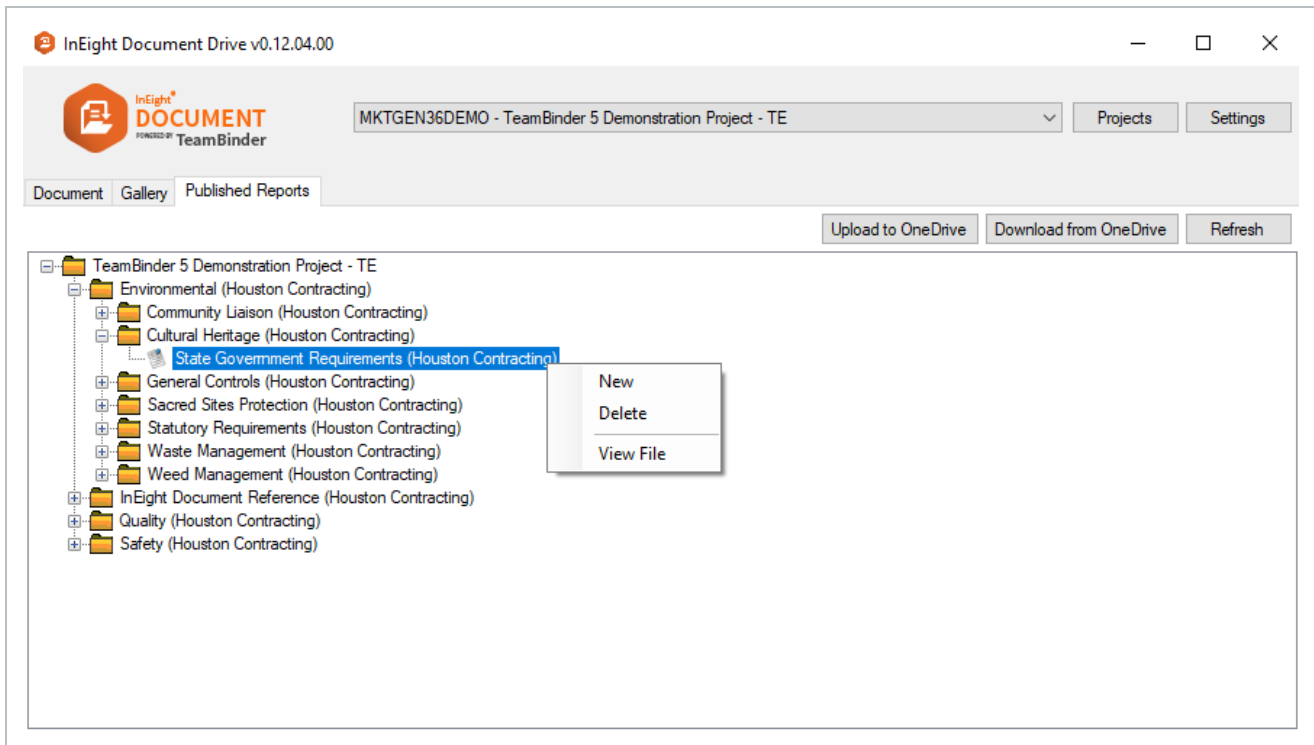 InEight Document Drive v0.12.04.00
InEight
DOCUMENT
POWERED BY TeamBinder
MKTGEN36DEMO - TeamBinder 5 Demonstration Project - TE
Projects
Settings
Document
Gallery
Published Reports
Upload to OneDrive
Download from OneDrive
Refresh
TeamBinder 5 Demonstration Project - TE
Environmental (Houston Contracting)
Community Liaison (Houston Contracting)
Cultural Heritage (Houston Contracting)
State Government Requirements (Houston Contracting)
General Controls (Houston Contracting)
Sacred Sites Protection (Houston Contracting)
Statutory Requirements (Houston Contracting)
Waste Management (Houston Contracting)
Weed Management (Houston Contracting)
InEight Document Reference (Houston Contracting)
Quality (Houston Contracting)
Safety (Houston Contracting)
New
Delete
View File